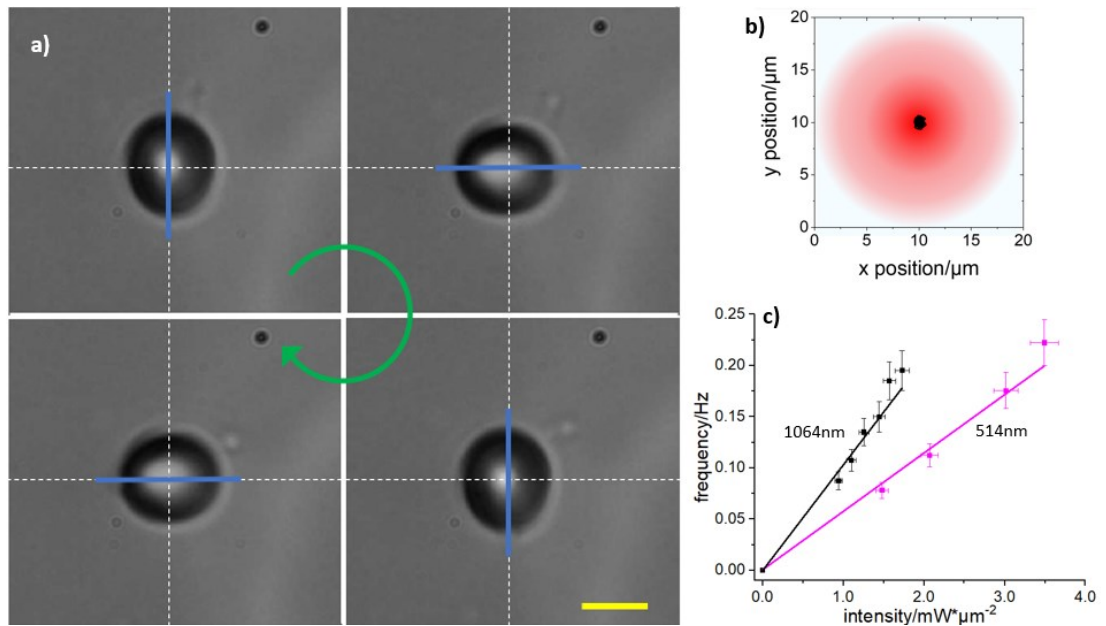 a)
b)
20
15
10
5
0
y position/μm
0 5 10 15 20
x position/μm
c)
0.25
0.20
0.15
0.10
0.05
0.00
frequency/Hz
1064nm
514nm
0.0 1.0 2.0 3.0 4.0
intensity/mW*μm⁻²